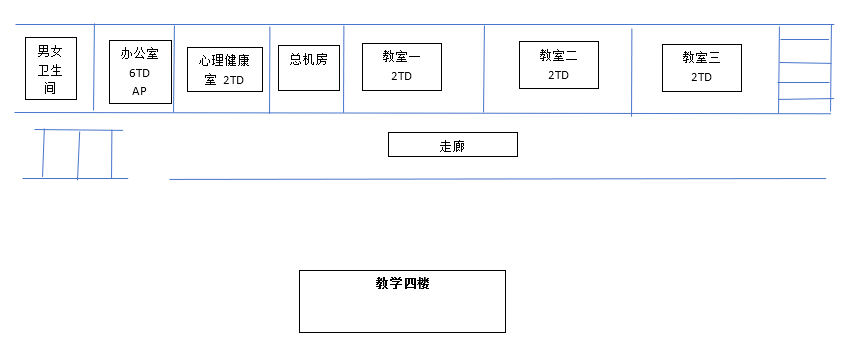 男女
卫生
间
办公室
6TD
AP
心理健康
室 2TD
总机房
教室一
2TD
教室二
2TD
教室三
2TD
走廊
教学四楼